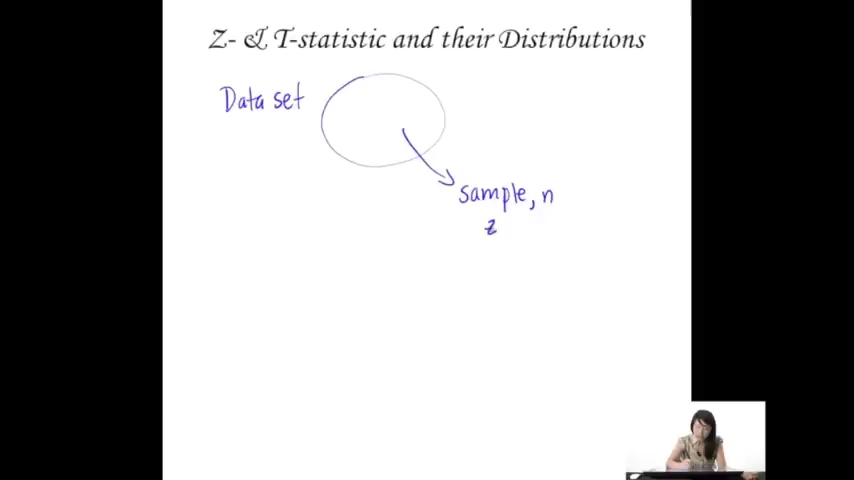 Z- & T-statistic and their Distributions
Data set
sample, n
z